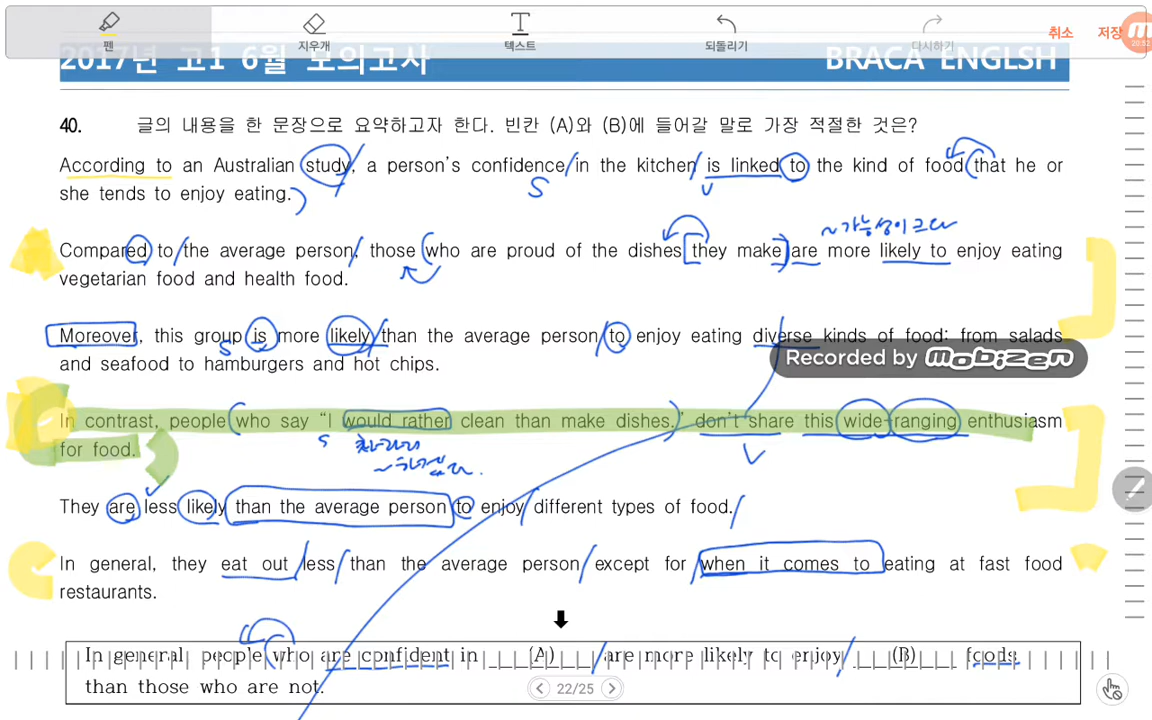 펜 지우개 텍스트 되돌리기 다시하기 취소 저장
20:52
2017년 고1 6월 모의고사 BRACA ENGLSH
40. 글의 내용을 한 문장으로 요약하고자 한다. 빈칸 (A)와 (B)에 들어갈 말로 가장 적절한 것은?
According to an Australian study, a person's confidence in the kitchen is linked to the kind of food that he or
she tends to enjoy eating.
~가능성이 크다
Compared to the average person, those who are proud of the dishes they make are more likely to enjoy eating
vegetarian food and health food.
Moreover, this group is more likely than the average person to enjoy eating diverse kinds of food: from salads
S
and seafood to hamburgers and hot chips.
Recorded by mobizen
In contrast, people who say "I would rather clean than make dishes." don't share this wide-ranging enthusiasm
for food.
S
V
They are less likely than the average person to enjoy different types of food.
In general, they eat out less than the average person except for when it comes to eating at fast food
restaurants.
In general people who are confident in ___(A)___ are more likely to enjoy ___(B)___ foods
than those who are not.
22/25